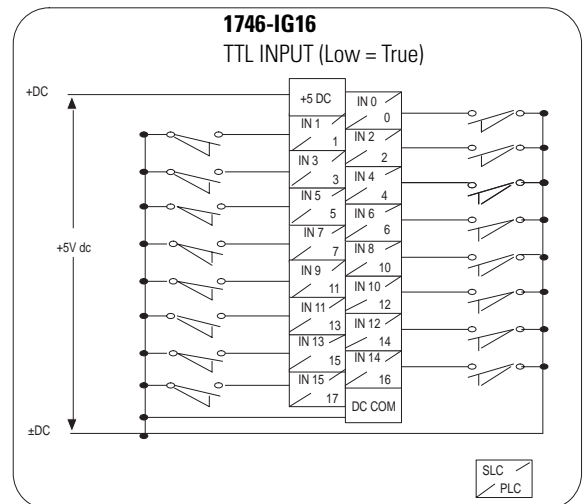 1746-IG16
TTL INPUT (Low = True)
+DC
+5 DC
IN 0
0
IN 1
1
IN 2
2
IN 3
3
IN 4
4
IN 5
5
IN 6
6
+5V dc
IN 7
7
IN 8
10
IN 9
11
IN 10
12
IN 11
13
IN 12
14
IN 13
15
IN 14
16
IN 15
17
DC COM
±DC
SLC
PLC